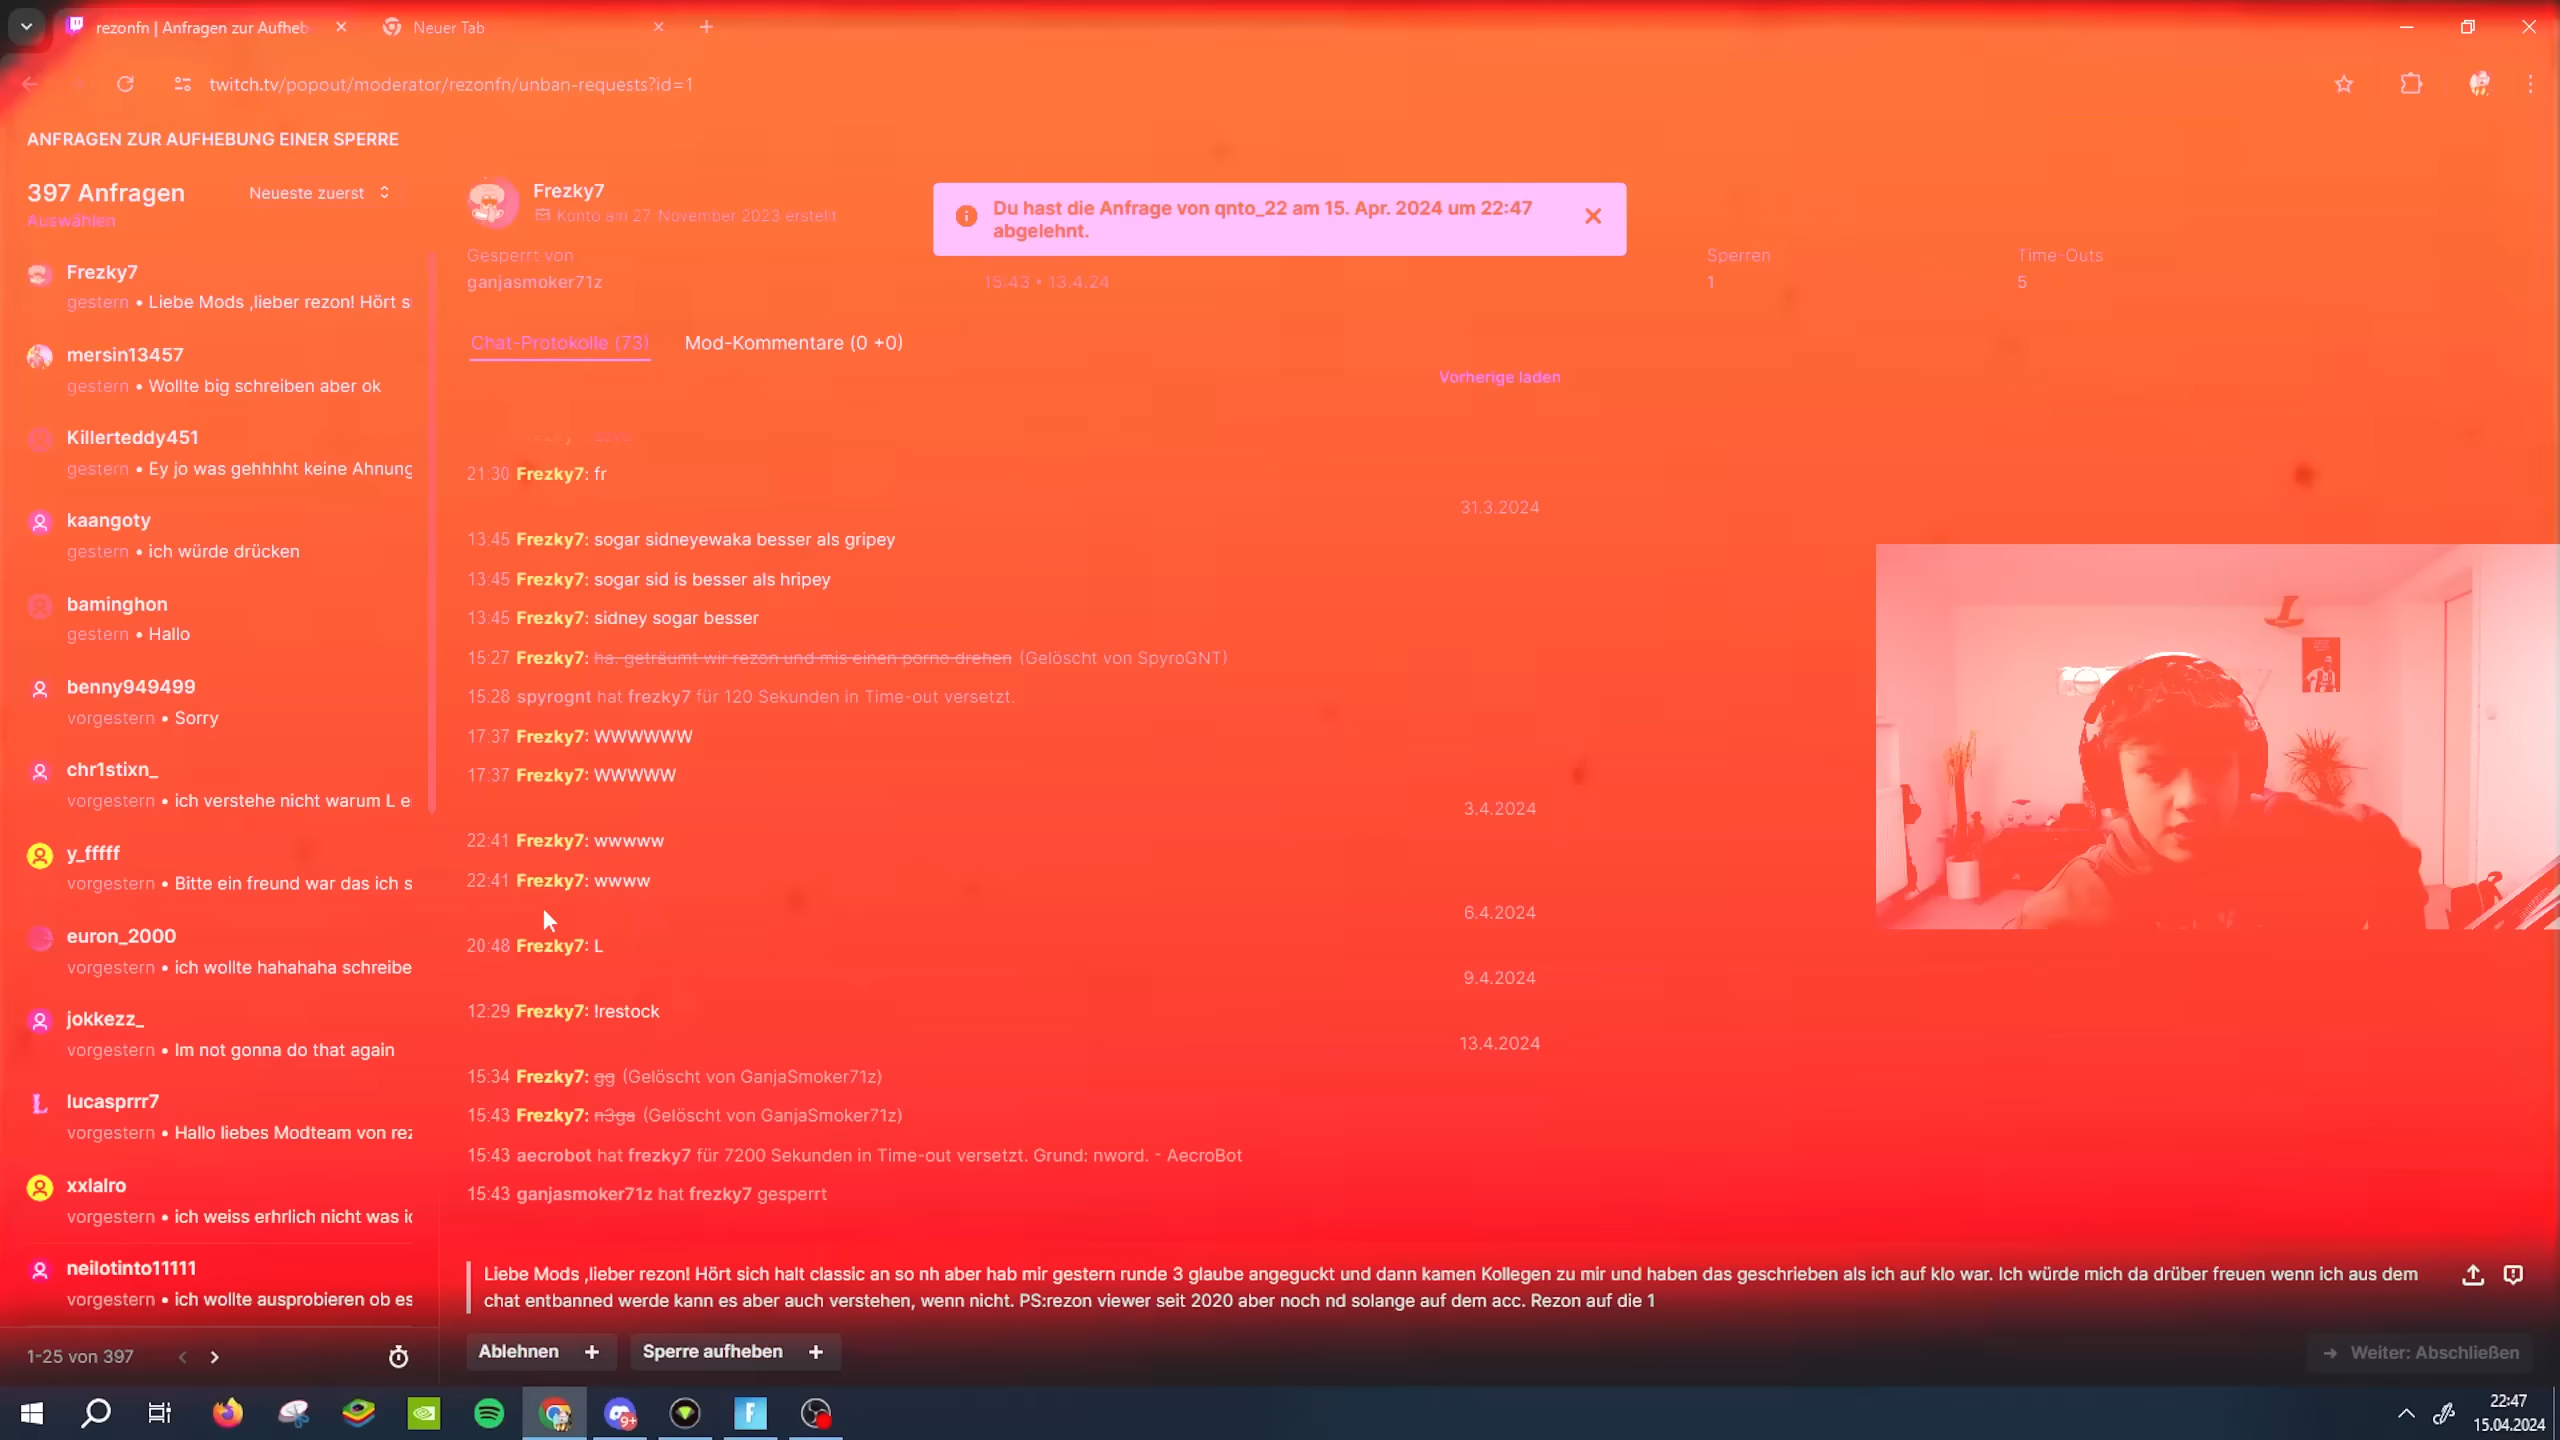 rezonfn | Anfragen zur Aufheb
Neuer Tab
twitch.tv/popout/moderator/rezonfn/unban-requests?id=1
ANFRAGEN ZUR AUFHEBUNG EINER SPERRE
397 Anfragen
Neueste zuerst
Auswählen
Frezky7
gestern • Liebe Mods ,lieber rezon! Hört s
mersin13457
gestern • Wollte big schreiben aber ok
Killerteddy451
gestern • Ey jo was gehhhht keine Ahnung
kaangoty
gestern • ich würde drücken
baminghon
gestern • Hallo
benny949499
vorgestern • Sorry
chr1stixn_
vorgestern • ich verstehe nicht warum L e
y_fffff
vorgestern • Bitte ein freund war das ich s
euron_2000
vorgestern • ich wollte hahahaha schreibe
jokkezz_
vorgestern • Im not gonna do that again
lucasprrr7
vorgestern • Hallo liebes Modteam von rez
xxlalro
vorgestern • ich weiss erhrlich nicht was ic
neilotinto11111
vorgestern • ich wollte ausprobieren ob es
1-25 von 397
Frezky7
Konto am 27. November 2023 erstellt
Du hast die Anfrage von qnto_22 am 15. Apr. 2024 um 22:47
abgelehnt.
Gesperrt von
ganjasmoker71z
15:43 • 13.4.24
Sperren
1
Time-Outs
5
Chat-Protokolle (73)
Mod-Kommentare (0 +0)
Vorherige laden
21:30 Frezky7: fr
31.3.2024
13:45 Frezky7: sogar sidneyewaka besser als gripey
13:45 Frezky7: sogar sid is besser als hripey
13:45 Frezky7: sidney sogar besser
15:27 Frezky7: ha. geträumt wir rezon und mis einen porno drehen (Gelöscht von SpyroGNT)
15:28 spyrognt hat frezky7 für 120 Sekunden in Time-out versetzt.
17:37 Frezky7: WWWWWW
17:37 Frezky7: WWWWW
3.4.2024
22:41 Frezky7: wwwww
22:41 Frezky7: wwww
6.4.2024
20:48 Frezky7: L
9.4.2024
12:29 Frezky7: !restock
13.4.2024
15:34 Frezky7: gg (Gelöscht von GanjaSmoker71z)
15:43 Frezky7: n3ga (Gelöscht von GanjaSmoker71z)
15:43 aecrobot hat frezky7 für 7200 Sekunden in Time-out versetzt. Grund: nword. - AecroBot
15:43 ganjasmoker71z hat frezky7 gesperrt
Liebe Mods ,lieber rezon! Hört sich halt classic an so nh aber hab mir gestern runde 3 glaube angeguckt und dann kamen Kollegen zu mir und haben das geschrieben als ich auf klo war. Ich würde mich da drüber freuen wenn ich aus dem
chat entbanned werde kann es aber auch verstehen, wenn nicht. PS:rezon viewer seit 2020 aber noch nd solange auf dem acc. Rezon auf die 1
Ablehnen +
Sperre aufheben +
Weiter: Abschließen
9+
F
22:47
15.04.2024